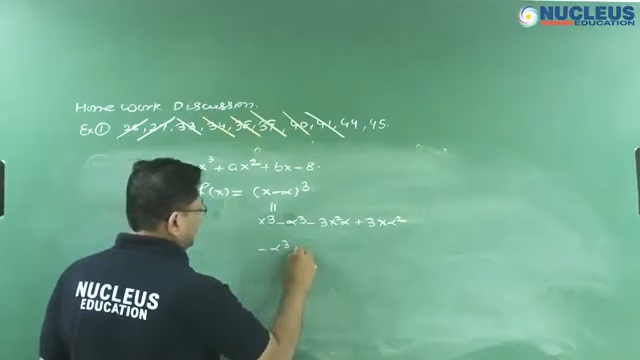 NUCLEUS
EDUCATION
Home Work Discussion.
Ex ① 26, 27, 33, 34, 35, 37, 40, 41, 44, 45.
x³ + ax² + bx - 8.
f(x) = (x-α)³.
||
x³ - α³ - 3x²α + 3xα²
- α³
NUCLEUS
EDUCATION